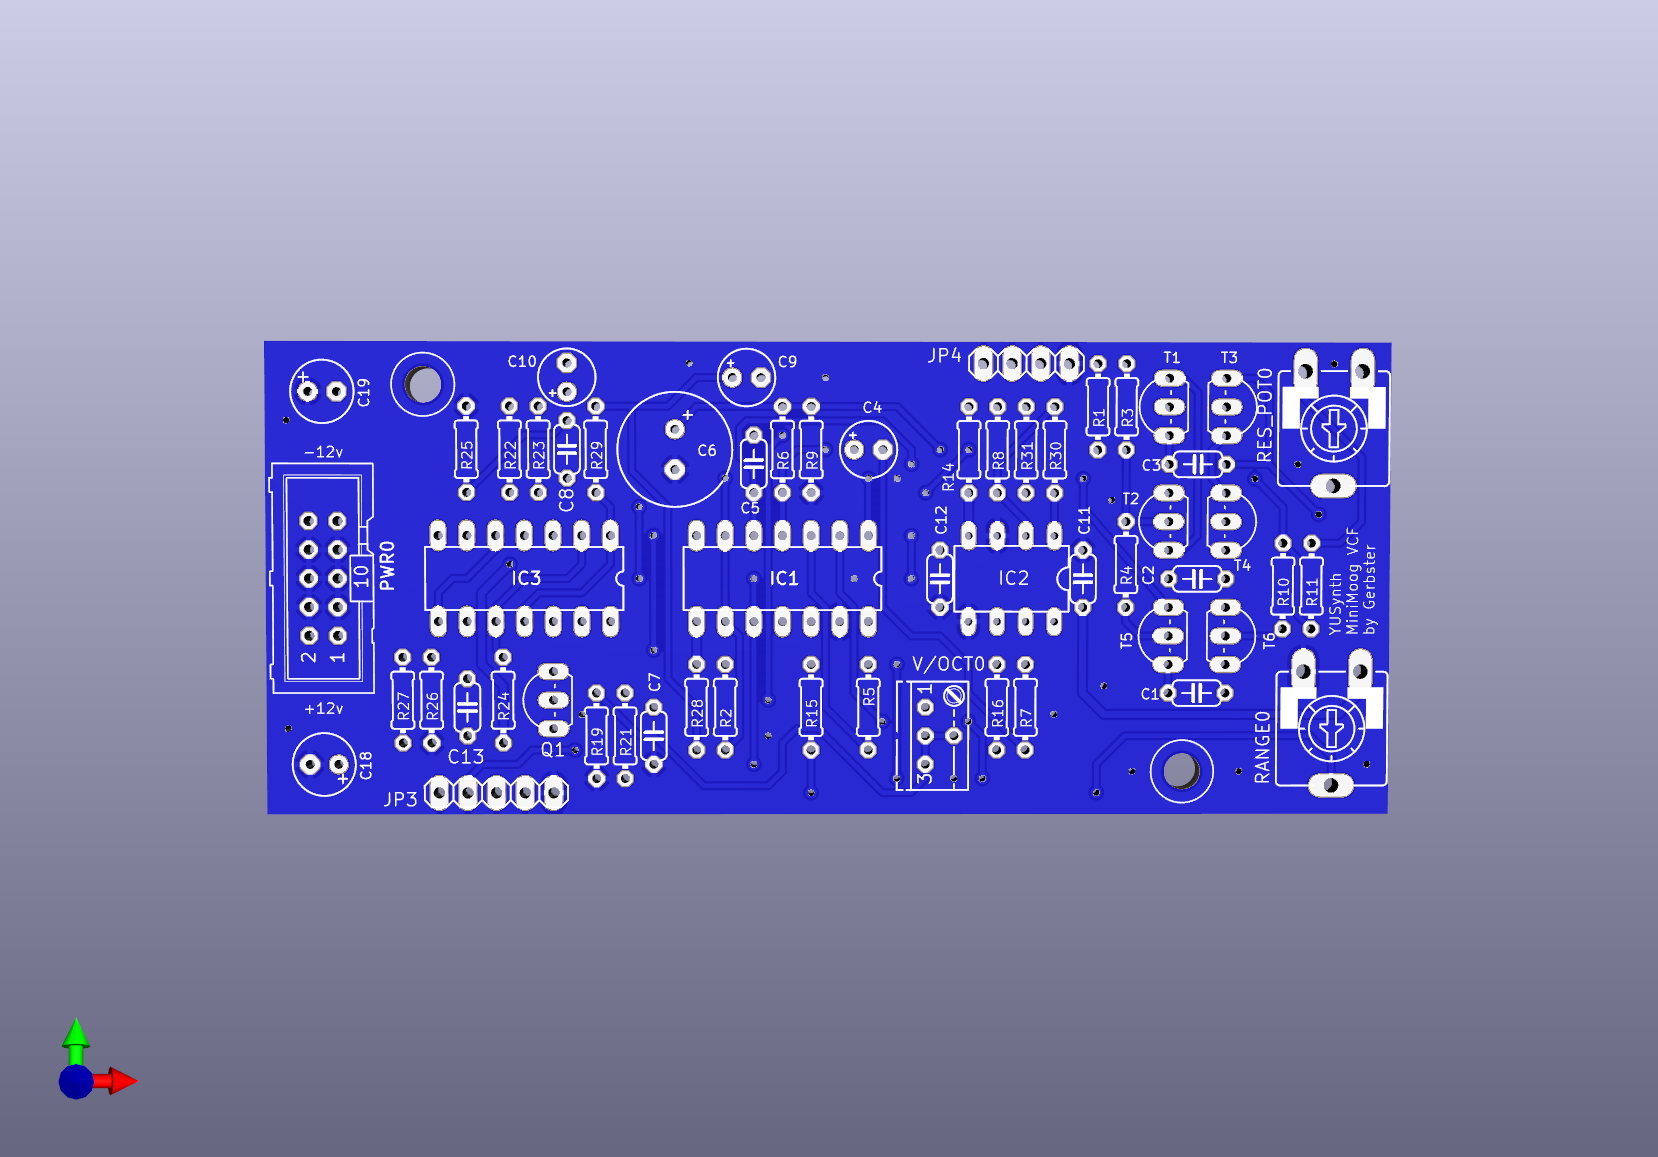 C19
C10
C9
JP4
T1
T3
C4
RES_POT0
R1
R3
-12v
R25
R22
R23
R29
C6
R6
R9
R14
R8
R31
R30
C3
C8
C5
T2
C12
C11
10
PWR0
IC3
IC1
IC2
R4
C2
T4
R10
R11
YUSynth
MiniMoog VCF
by Gerbster
2
1
T5
T6
V/OCT0
+12v
R27
R26
R24
C7
R28
R2
R15
R5
1
R16
R7
C1
C18
C13
Q1
R19
R21
3
RANGE0
JP3